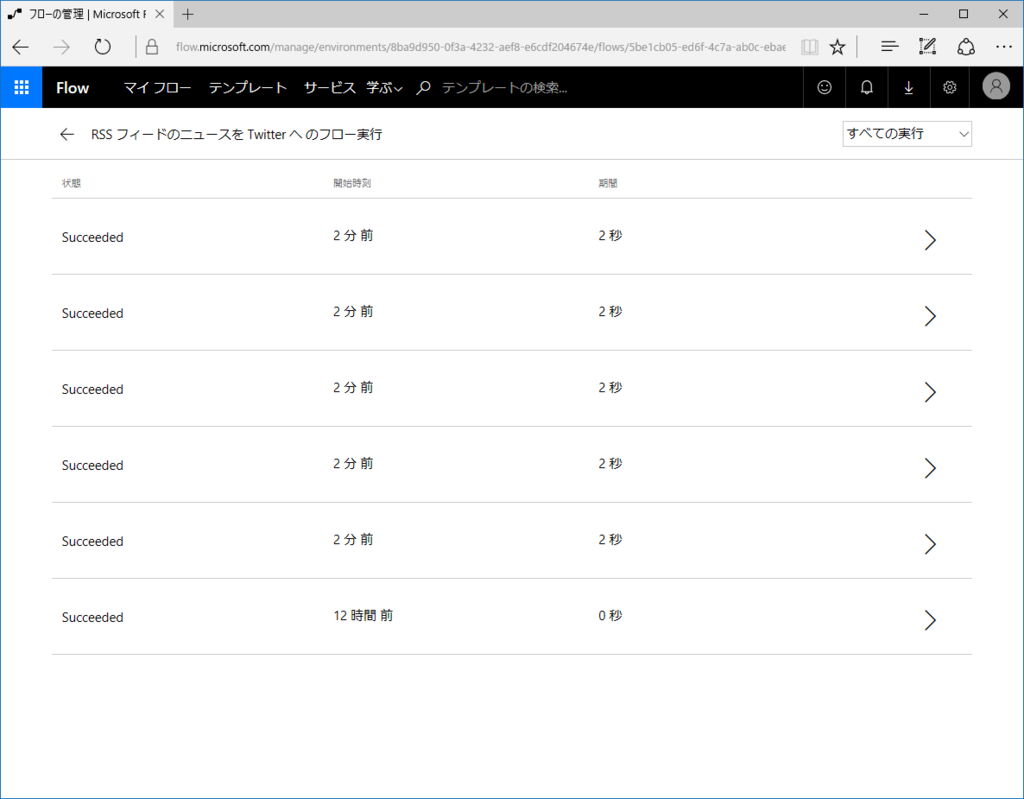 フローの管理 | Microsoft F
flow.microsoft.com/manage/environments/8ba9d950-0f3a-4232-aef8-e6cdf204674e/flows/5be1cb05-ed6f-4c7a-ab0c-ebae
Flow マイ フロー テンプレート サービス 学ぶ テンプレートの検索...
RSS フィードのニュースを Twitter へ のフロー実行 すべての実行
状態 開始時刻 期間
Succeeded 2 分 前 2 秒
Succeeded 2 分 前 2 秒
Succeeded 2 分 前 2 秒
Succeeded 2 分 前 2 秒
Succeeded 2 分 前 2 秒
Succeeded 12 時間 前 0 秒